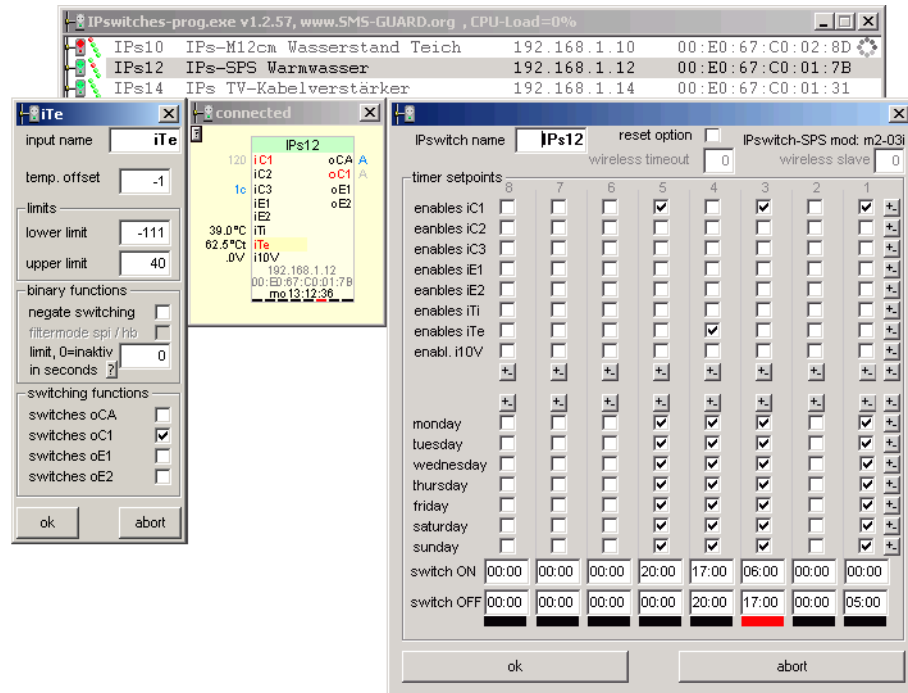 IPswitches-prog.exe v1.2.57, www.SMS-GUARD.org , CPU-Load=0%
IPs10 IPs-M12cm Wasserstand Teich 192.168.1.10 00:E0:67:C0:02:8D
IPs12 IPs-SPS Warmwasser 192.168.1.12 00:E0:67:C0:01:7B
IPs14 IPs TV-Kabelverstärker 192.168.1.14 00:E0:67:C0:01:31
iTe
input name iTe
temp. offset -1
limits
lower limit -111
upper limit 40
binary functions
negate switching
filtermode spi / hb
limit, 0=inaktiv 0
in seconds ?
switching functions
switches oCA
switches oC1
switches oE1
switches oE2
ok abort
connected
IPs12
120 iC1 oCA A
iC2 oC1 A
1c iC3 oE1
iE1 oE2
iE2
39.0°C iTi
62.5°Ct iTe
.0V i10V
192.168.1.12
00:E0:67:C0:01:7B
mo 13:12:36
IPswitch name IPs12 reset option IPswitch-SPS mod: m2-03i
wireless timeout 0 wireless slave 0
timer setpoints
8 7 6 5 4 3 2 1
enables iC1 +-
eanbles iC2 +-
enables iC3 +-
enables iE1 +-
eanbles iE2 +-
enables iTi +-
enables iTe +-
enabl. i10V +-
+- +- +- +- +- +- +- +- +-
+- +- +- +- +- +- +- +- +-
monday +-
tuesday +-
wednesday +-
thursday +-
friday +-
saturday +-
sunday +-
switch ON 00:00 00:00 00:00 20:00 17:00 06:00 00:00 00:00
switch OFF 00:00 00:00 00:00 00:00 20:00 17:00 00:00 05:00
ok abort